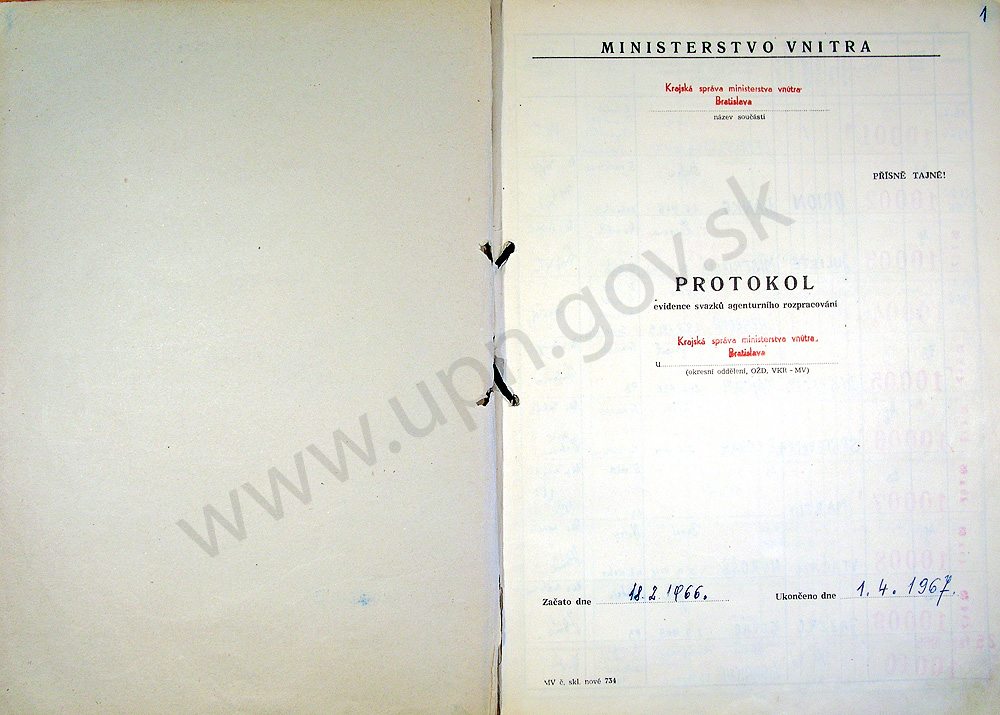 1
MINISTERSTVO VNITRA
Krajská správa ministerstva vnútra
Bratislava
název součásti
PŘÍSNĚ TAJNÉ!
PROTOKOL
evidence svazků agenturního rozpracování
Krajská správa ministerstva vnútra,
Bratislava
u
(okresní oddělení, OŽD, VKR - MV)
Začato dne 18. 2. 1966.
Ukončeno dne 1. 4. 1967.
MV č. skl. nové 734
www.upn.gov.sk